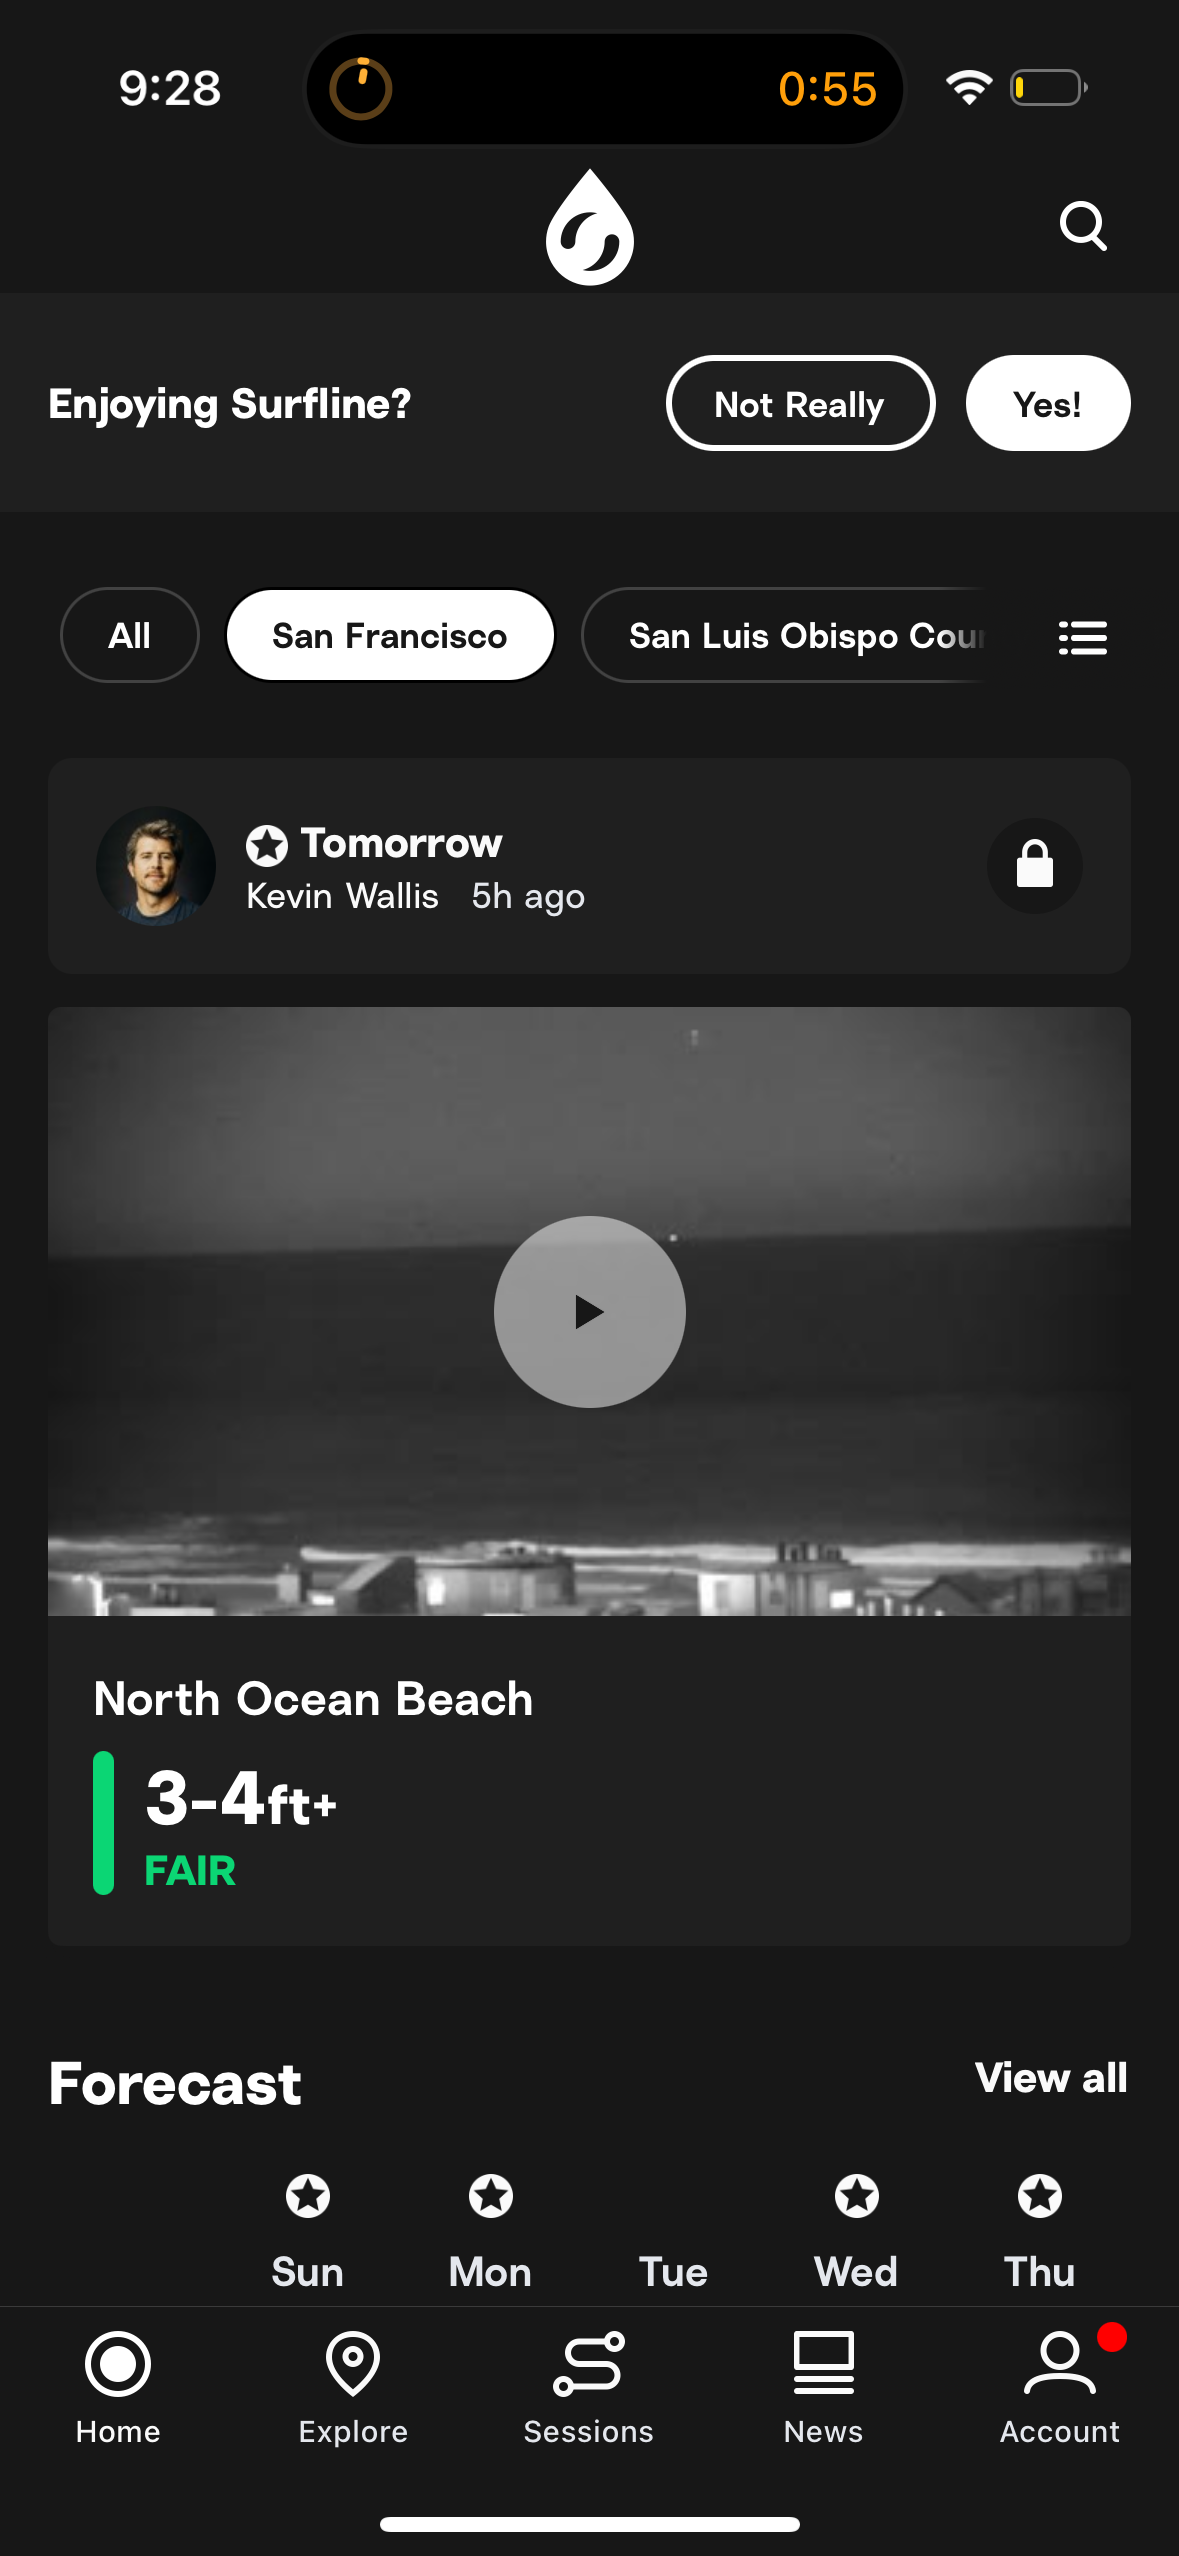 9:28
0:55
Enjoying Surfline?
Not Really
Yes!
All
San Francisco
San Luis Obispo Cour
Tomorrow
Kevin Wallis 5h ago
North Ocean Beach
3-4ft+
FAIR
Forecast
View all
Sun Mon Tue Wed Thu
Home Explore Sessions News Account